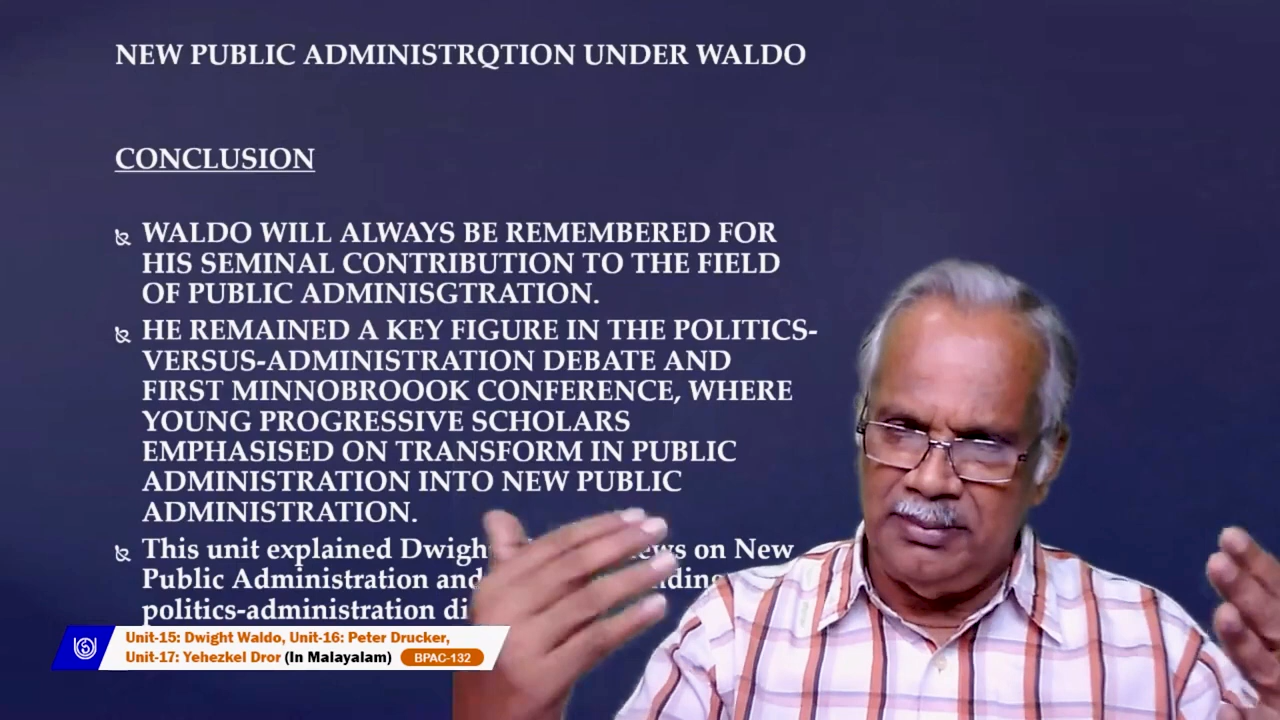 NEW PUBLIC ADMINISTRQTION UNDER WALDO
CONCLUSION
WALDO WILL ALWAYS BE REMEMBERED FOR
HIS SEMINAL CONTRIBUTION TO THE FIELD
OF PUBLIC ADMINISGTRATION.
HE REMAINED A KEY FIGURE IN THE POLITICS-
VERSUS-ADMINISTRATION DEBATE AND
FIRST MINNOBROOOK CONFERENCE, WHERE
YOUNG PROGRESSIVE SCHOLARS
EMPHASISED ON TRANSFORM IN PUBLIC
ADMINISTRATION INTO NEW PUBLIC
ADMINISTRATION.
This unit explained on New
Public Administration and
politics-administration
Unit-15: Dwight Waldo, Unit-16: Peter Drucker,
Unit-17: Yehezkel Dror (In Malayalam) BPAC-132